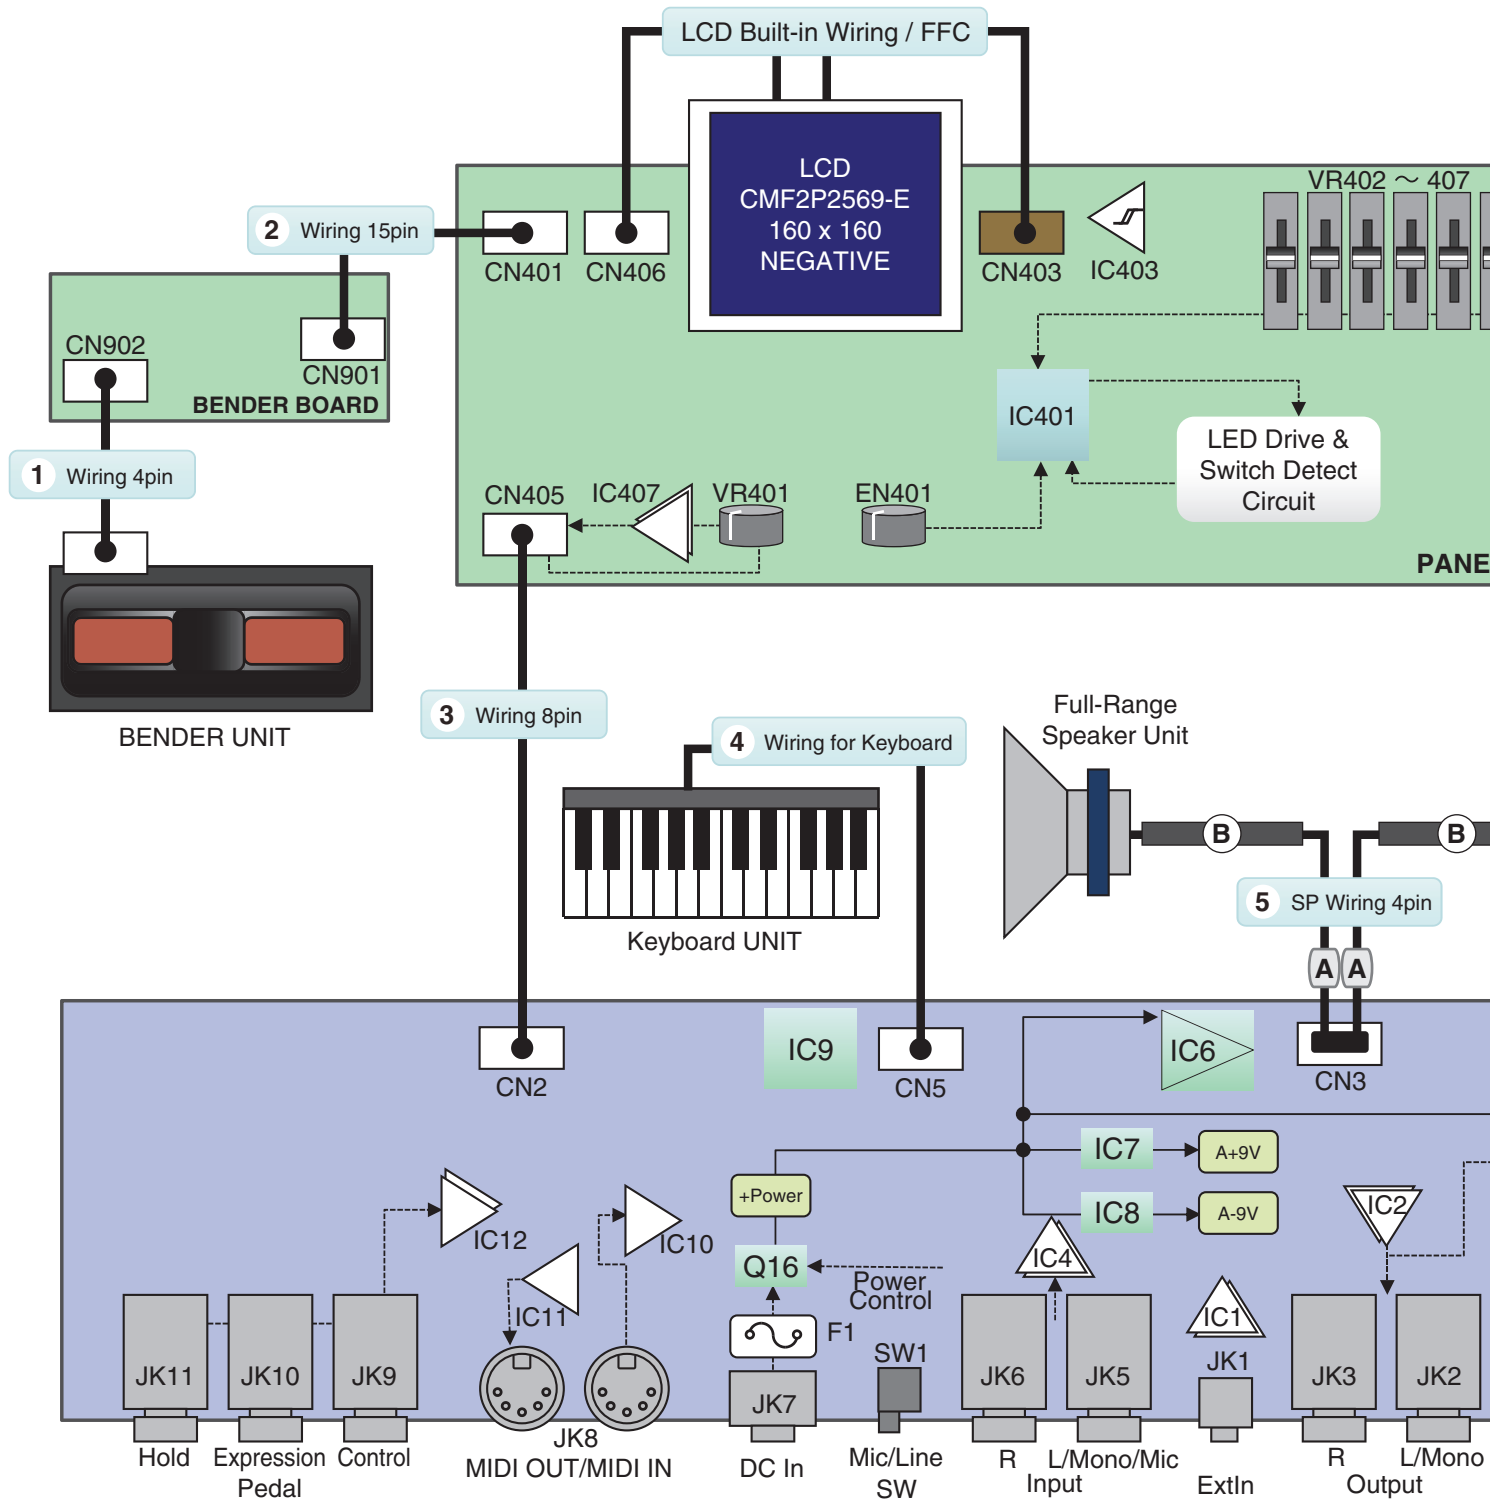 LCD Built-in Wiring / FFC
LCD
CMF2P2569-E
160 x 160
NEGATIVE
VR402 ～ 407
2 Wiring 15pin
CN401
CN406
CN403
IC403
CN902
CN901
BENDER BOARD
IC401
LED Drive &
Switch Detect
Circuit
1 Wiring 4pin
CN405
IC407
VR401
EN401
PANE
BENDER UNIT
3 Wiring 8pin
4 Wiring for Keyboard
Full-Range
Speaker Unit
B
B
5 SP Wiring 4pin
Keyboard UNIT
A
A
CN2
IC9
CN5
IC6
CN3
IC7
A+9V
+Power
IC8
A-9V
IC12
IC10
IC2
IC4
Q16
Power
Control
IC11
IC1
F1
SW1
JK1
JK11
JK10
JK9
JK7
JK6
JK5
JK3
JK2
JK8
Hold
Expression
Pedal
Control
MIDI OUT/MIDI IN
DC In
Mic/Line
SW
R
L/Mono/Mic
Input
ExtIn
R
L/Mono
Output